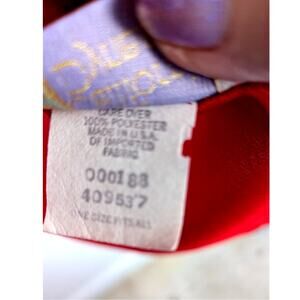 CARE OVER
100% POLYESTER
MADE IN U.S.A.
OF IMPORTED
FABRIC
000188
409537
ONE SIZE FITS ALL